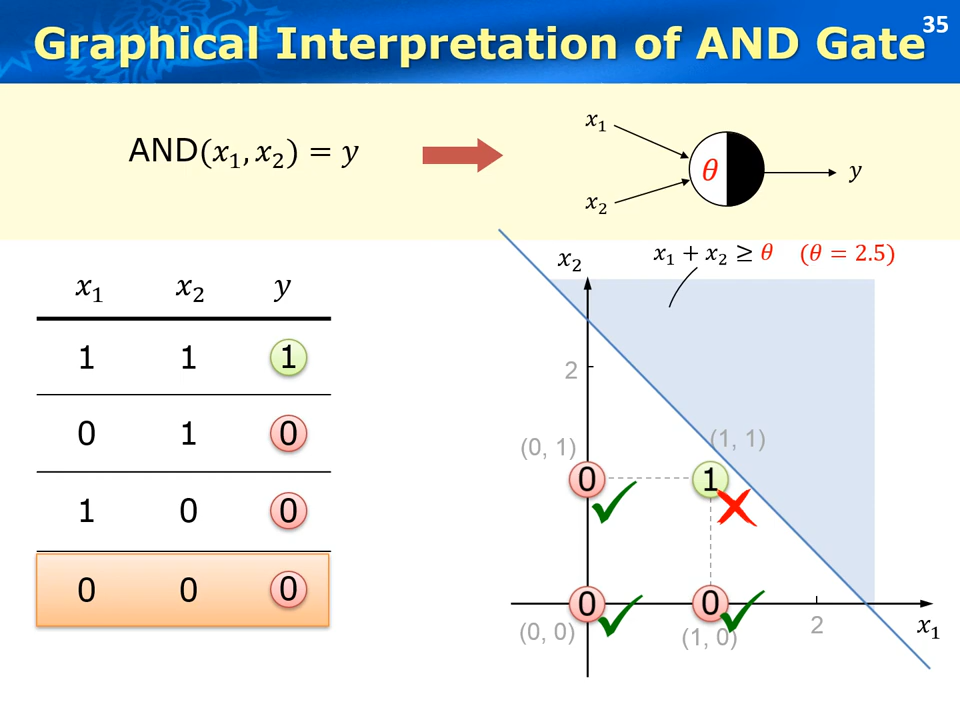 35
Graphical Interpretation of AND Gate
AND(x₁, x₂) = y
x₁
θ
y
x₂
x₁ x₂ y
1 1 1
0 1 0
1 0 0
0 0 0
x₂
x₁ + x₂ ≥ θ (θ = 2.5)
2
(0, 1)
(1, 1)
0
1
0
0
(0, 0)
(1, 0)
2
x₁